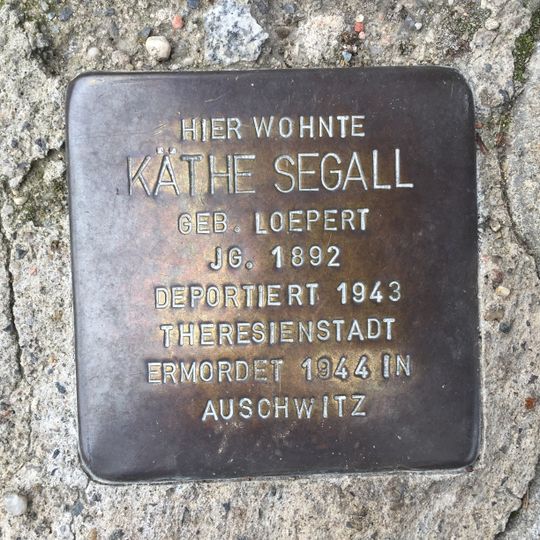 HIER WOHNTE
KÄTHE SEGALL
GEB. LOEPERT
JG. 1892
DEPORTIERT 1943
THERESIENSTADT
ERMORDET 1944 IN
AUSCHWITZ